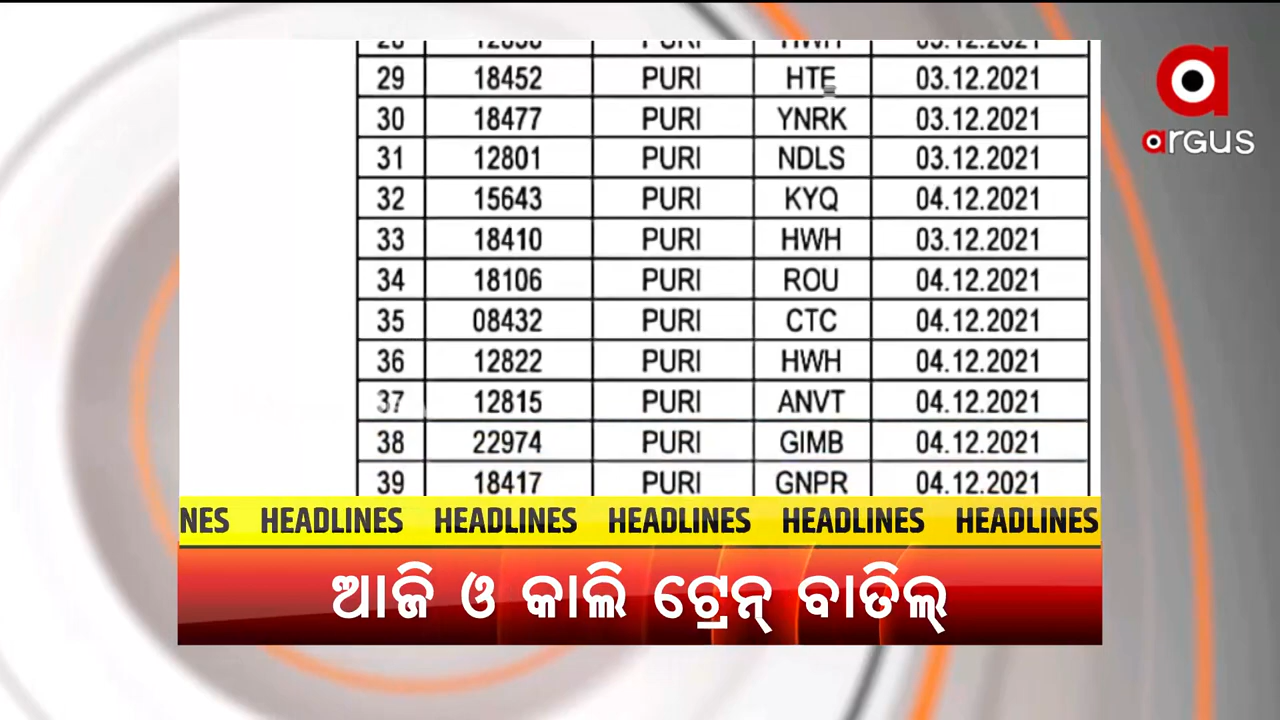 29 18452 PURI HTE 03.12.2021
30 18477 PURI YNRK 03.12.2021
31 12801 PURI NDLS 03.12.2021
32 15643 PURI KYQ 04.12.2021
33 18410 PURI HWH 03.12.2021
34 18106 PURI ROU 04.12.2021
35 08432 PURI CTC 04.12.2021
36 12822 PURI HWH 04.12.2021
37 12815 PURI ANVT 04.12.2021
38 22974 PURI GIMB 04.12.2021
39 18417 PURI GNPR 04.12.2021
argus
NES HEADLINES HEADLINES HEADLINES HEADLINES HEADLINES
ଆଜି ଓ କାଲି ଟ୍ରେନ୍ ବାତିଲ୍